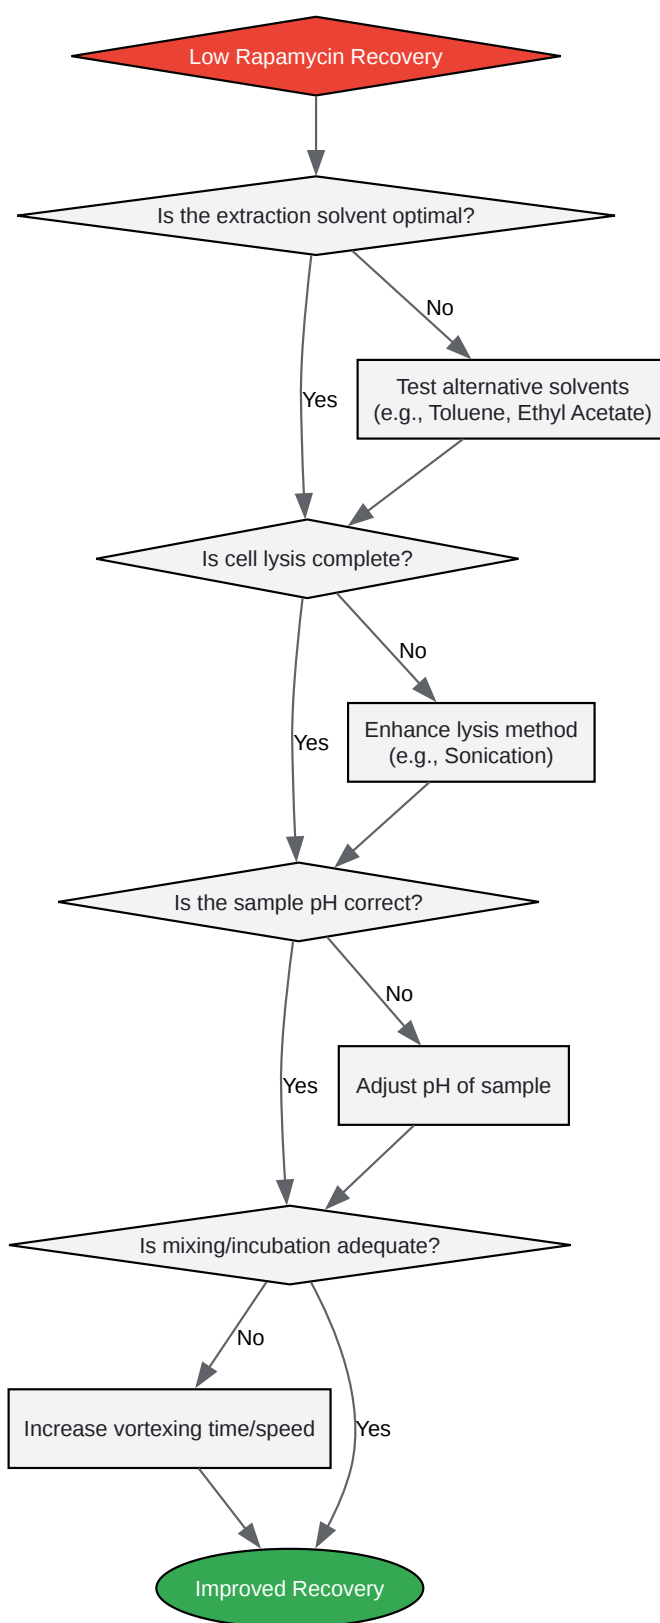 Low Rapamycin Recovery
Is the extraction solvent optimal?
No
Test alternative solvents
(e.g., Toluene, Ethyl Acetate)
Yes
Is cell lysis complete?
No
Enhance lysis method
(e.g., Sonication)
Yes
Is the sample pH correct?
No
Adjust pH of sample
Yes
Is mixing/incubation adequate?
No
Increase vortexing time/speed
Yes
Improved Recovery